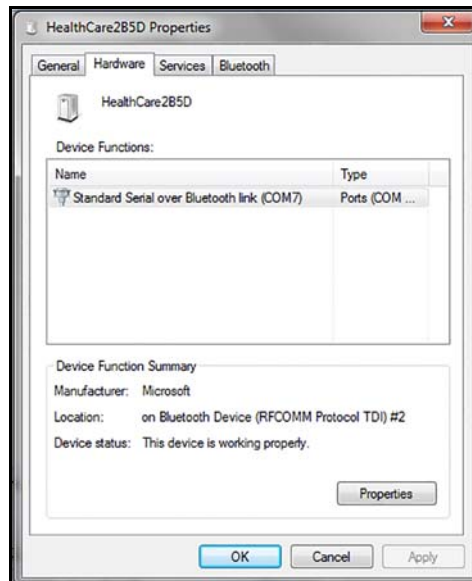 HealthCare2B5D Properties
General Hardware Services Bluetooth
HealthCare2B5D
Device Functions:
Name Type
Standard Serial over Bluetooth link (COM7) Ports (COM ...
Device Function Summary
Manufacturer: Microsoft
Location: on Bluetooth Device (RFCOMM Protocol TDI) #2
Device status: This device is working properly.
Properties
OK Cancel Apply